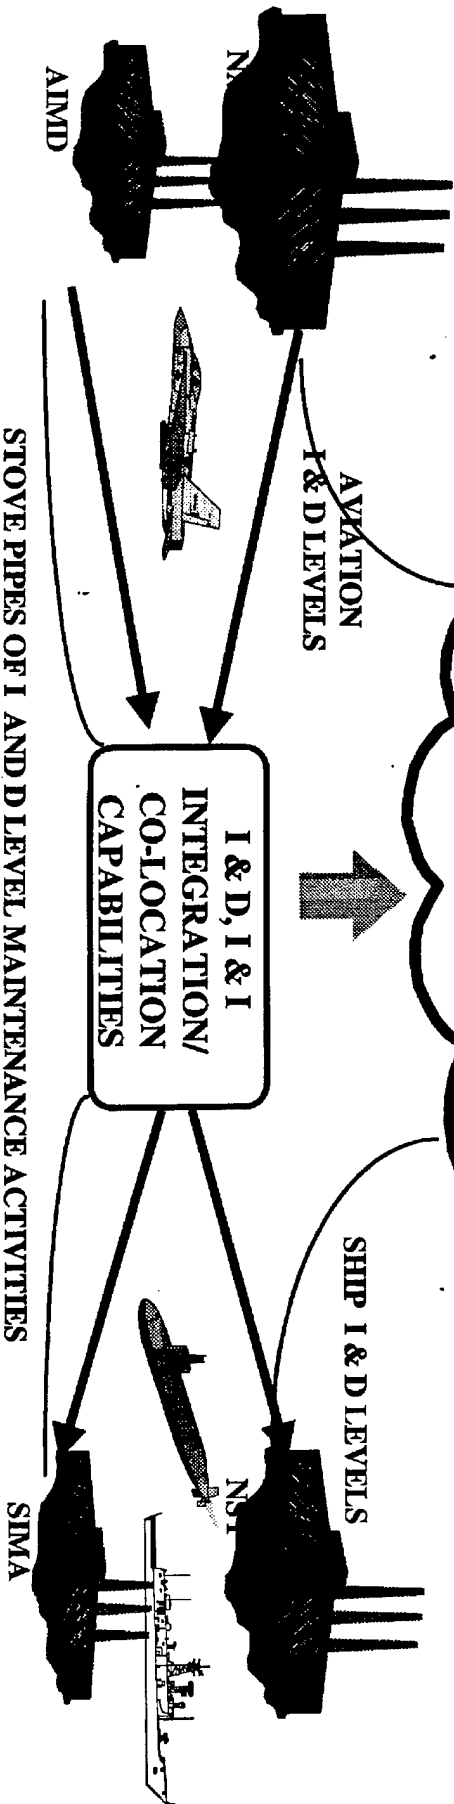 AVIATION
I & D LEVELS
SHIP I & D LEVELS
AIMD
I & D, I & I
INTEGRATION/
CO-LOCATION
CAPABILITIES
SIMA
STOVE PIPES OF I AND D LEVEL MAINTENANCE ACTIVITIES